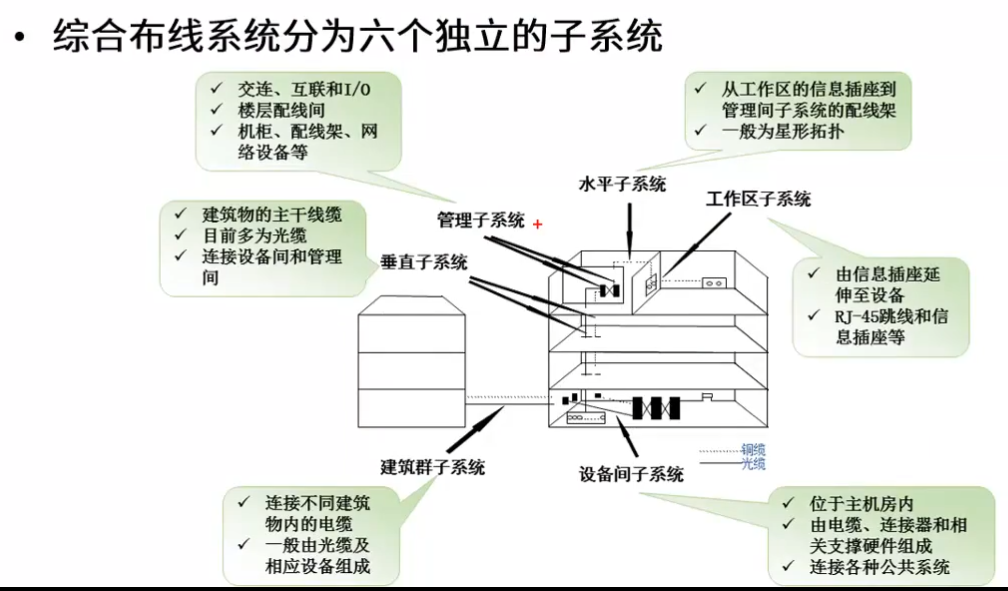 • 综合布线系统分为六个独立的子系统
✓ 交连、互联和I/O
✓ 楼层配线间
✓ 机柜、配线架、网
络设备等
✓ 从工作区的信息插座到
管理间子系统的配线架
✓ 一般为星形拓扑
水平子系统
工作区子系统
管理子系统
✓ 建筑物的主干线缆
✓ 目前多为光缆
✓ 连接设备间和管理
间
垂直子系统
✓ 由信息插座延
伸至设备
✓ RJ-45跳线和信
息插座等
铜缆
光缆
建筑群子系统
设备间子系统
✓ 连接不同建筑
物内的电缆
✓ 一般由光缆及
相应设备组成
✓ 位于主机房内
✓ 由电缆、连接器和相
关支撑硬件组成
✓ 连接各种公共系统